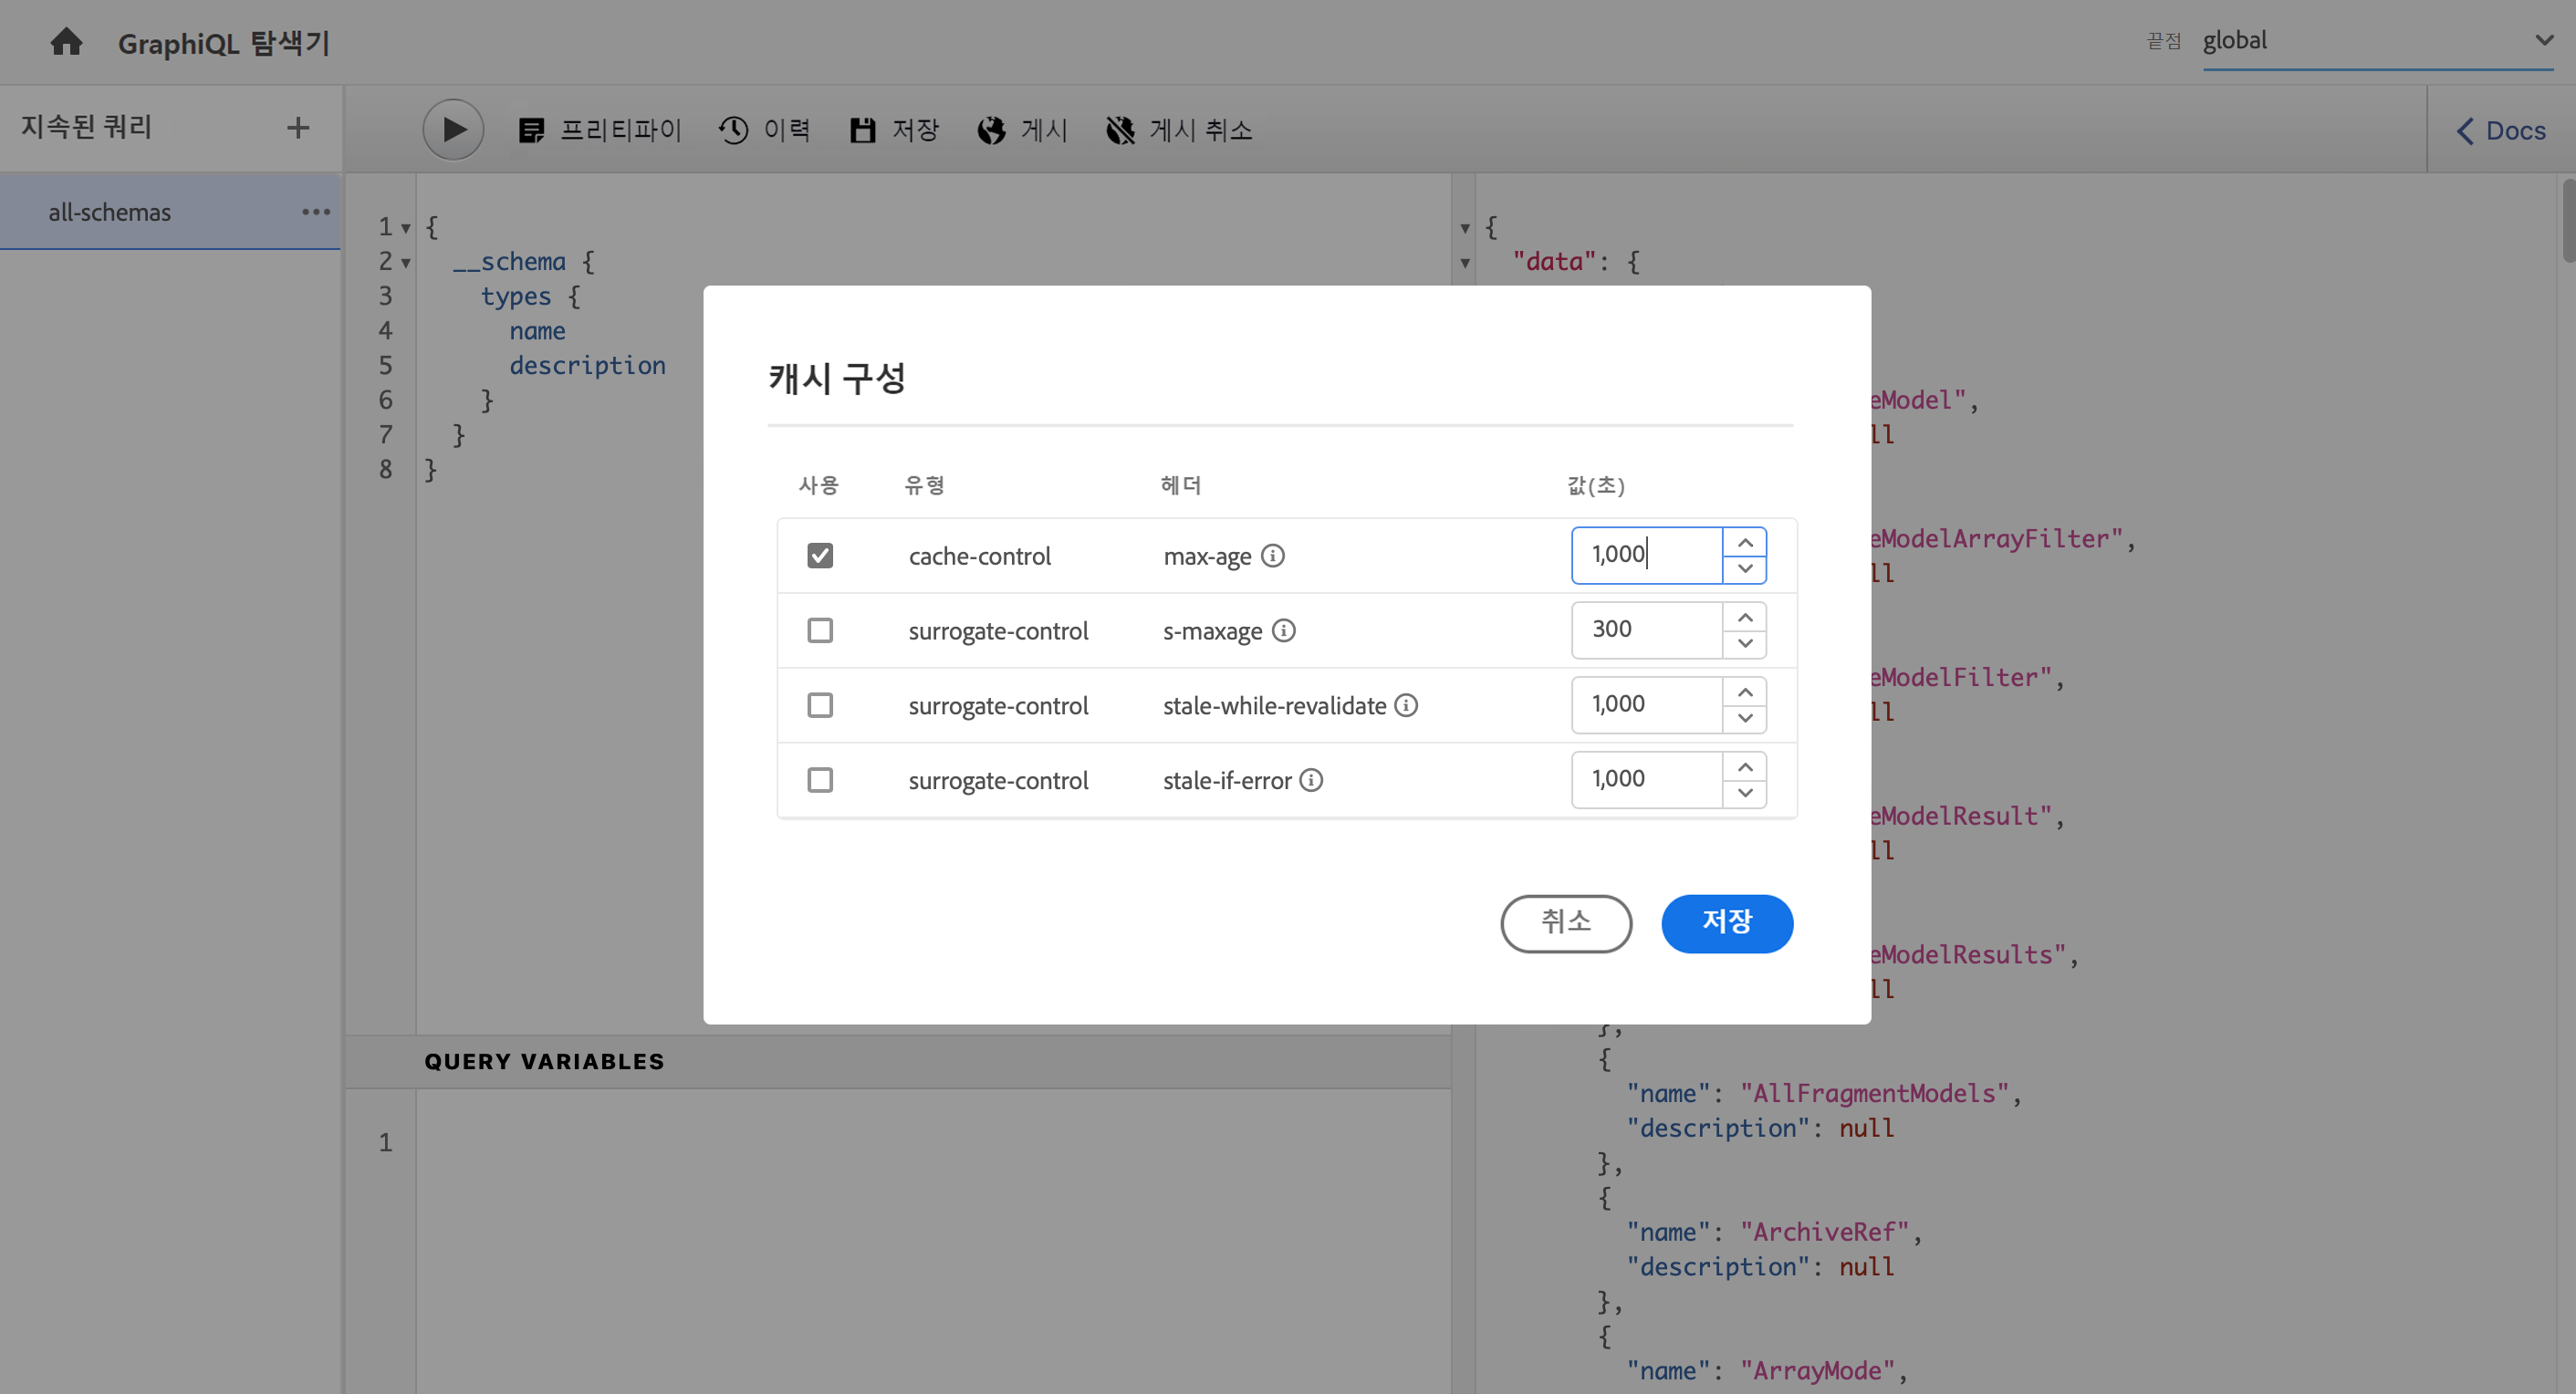 GraphiQL 탐색기
끝점 global
지속된 쿼리 +
프리티파이 이력 저장 게시 게시 취소
Docs
all-schemas
1 {
2 __schema {
3 types {
4 name
5 description
6 }
7 }
8 }
QUERY VARIABLES
1
캐시 구성
사용 유형 헤더 값(초)
cache-control max-age 1,000
surrogate-control s-maxage 300
surrogate-control stale-while-revalidate 1,000
surrogate-control stale-if-error 1,000
취소 저장
{
"data": {
eModel",
ll
eModelArrayFilter",
ll
eModelFilter",
ll
eModelResult",
ll
eModelResults",
ll
},
{
"name": "AllFragmentModels",
"description": null
},
{
"name": "ArchiveRef",
"description": null
},
{
"name": "ArrayMode",